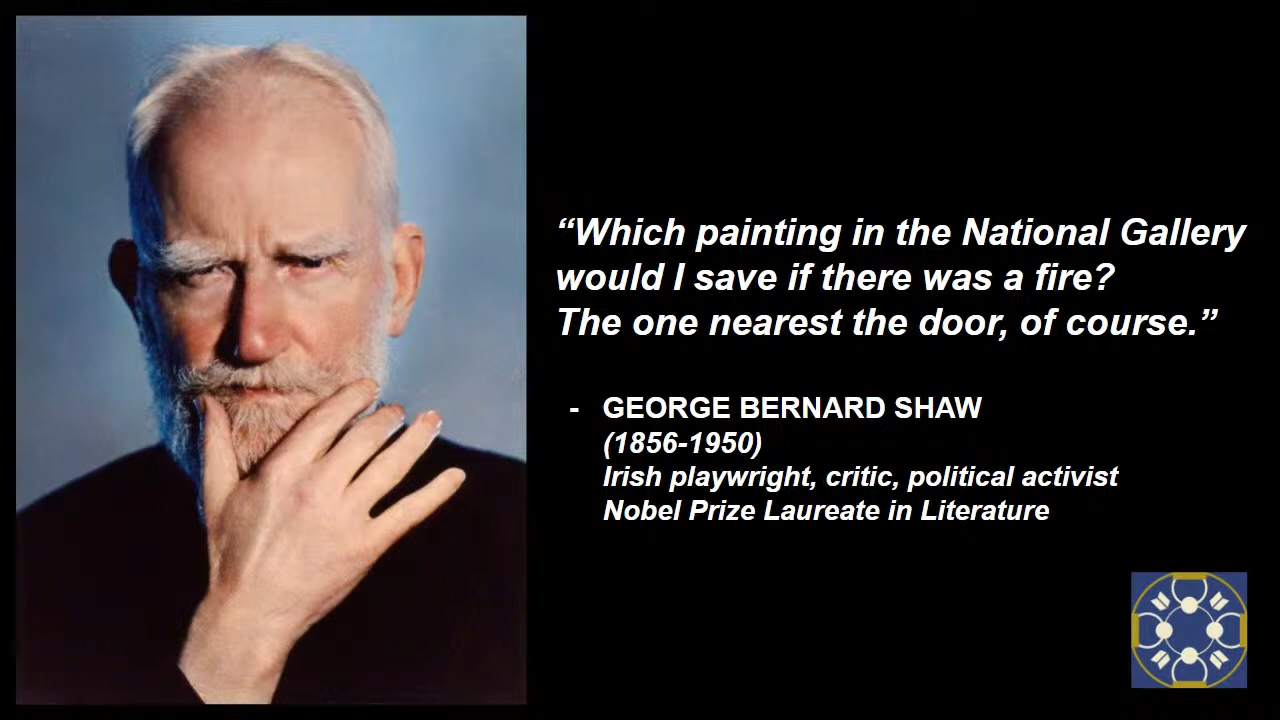 “Which painting in the National Gallery
would I save if there was a fire?
The one nearest the door, of course.”
- GEORGE BERNARD SHAW
(1856-1950)
Irish playwright, critic, political activist
Nobel Prize Laureate in Literature